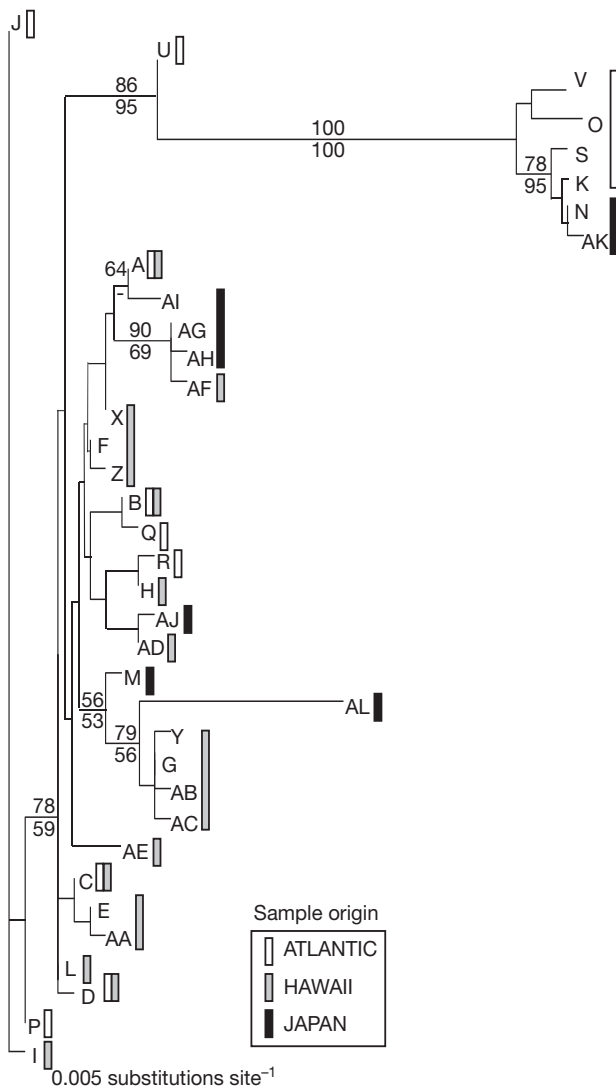 J
U
86
95
V
O
100
100
S
78
95
K
N
AK
64 A
-
AI
90
69
AG
AH
AF
X
F
Z
B
Q
R
H
AJ
AD
M
56
53
AL
79
56
Y
G
AB
AC
78
59
AE
C
E
AA
L
D
P
I
Sample origin
ATLANTIC
HAWAII
JAPAN
0.005 substitutions site⁻¹